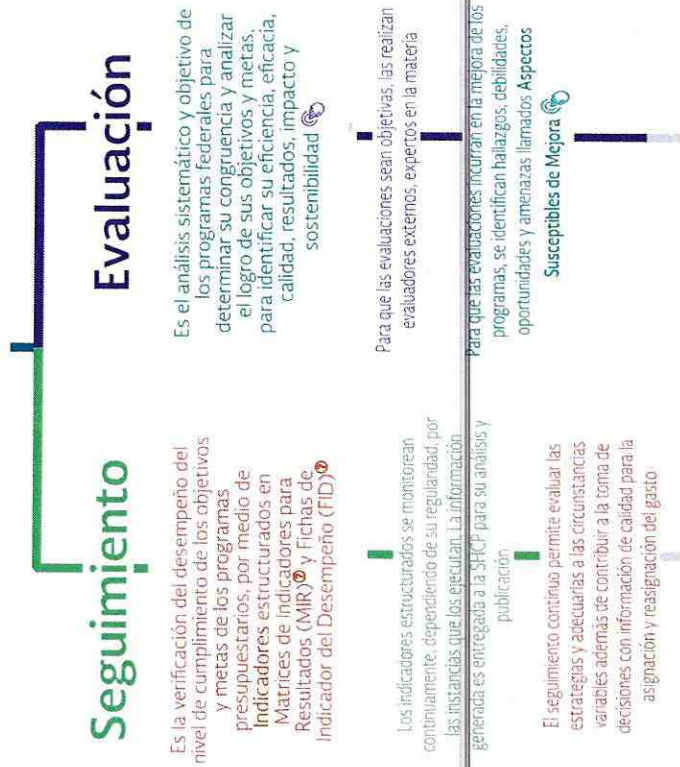 Seguimiento
Es la verificación del desempeño del
nivel de cumplimiento de los objetivos
y metas de los programas
presupuestarios, por medio de
Indicadores estructurados en
Matrices de Indicadores para
Resultados (MIR) y Fichas de
Indicador del Desempeño (FID)
Los indicadores estructurados se monitorean
continuamente, dependiendo de su regularidad, por
las instancias que los ejecutan. La información
generada es entregada a la SHCP para su análisis y
publicación
El seguimiento continuo permite evaluar las
estrategias y adecuarlas a las circunstancias
variables además de contribuir a la toma de
decisiones con información de calidad para la
asignación y reasignación del gasto
Evaluación
Es el análisis sistemático y objetivo de
los programas federales para
determinar su congruencia y analizar
el logro de sus objetivos y metas,
para identificar su eficiencia, eficacia,
calidad, resultados, impacto y
sostenibilidad
Para que las evaluaciones sean objetivas, las realizan
evaluadores externos, expertos en la materia
Para que las evaluaciones incurran en la mejora de los
programas, se identifican hallazgos, debilidades,
oportunidades y amenazas llamados Aspectos
Susceptibles de Mejora